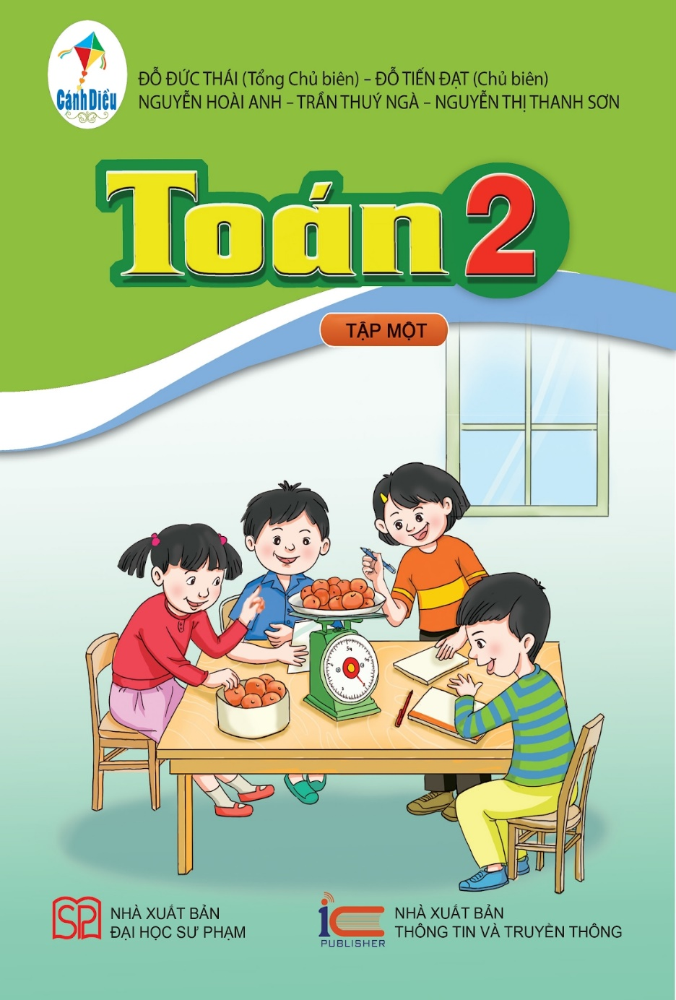 Cánh Diều
ĐỖ ĐỨC THÁI (Tổng Chủ biên) – ĐỖ TIẾN ĐẠT (Chủ biên)
NGUYỄN HOÀI ANH – TRẦN THUÝ NGÀ – NGUYỄN THỊ THANH SƠN
Toán 2
TẬP MỘT
5kg
SP
NHÀ XUẤT BẢN
ĐẠI HỌC SƯ PHẠM
iC
PUBLISHER
NHÀ XUẤT BẢN
THÔNG TIN VÀ TRUYỀN THÔNG